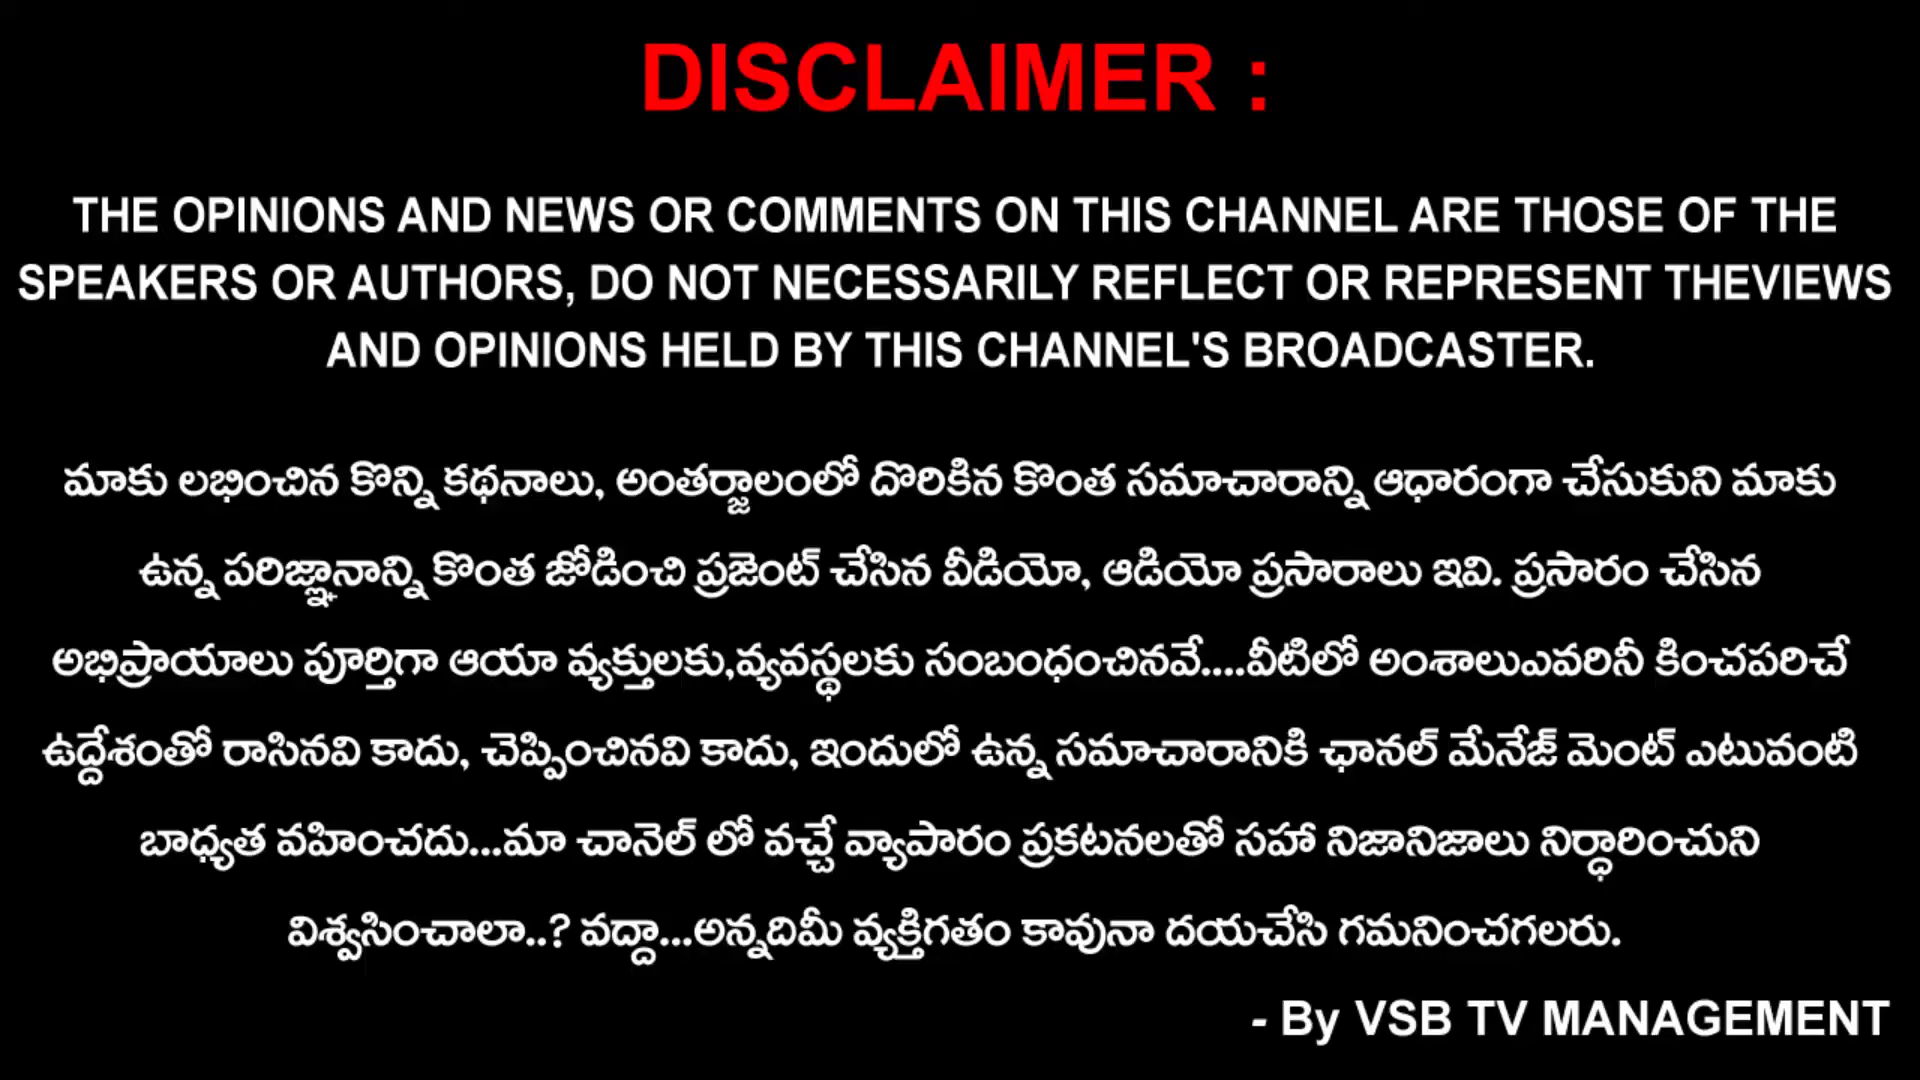 DISCLAIMER :
THE OPINIONS AND NEWS OR COMMENTS ON THIS CHANNEL ARE THOSE OF THE
SPEAKERS OR AUTHORS, DO NOT NECESSARILY REFLECT OR REPRESENT THEVIEWS
AND OPINIONS HELD BY THIS CHANNEL'S BROADCASTER.
మాకు లభించిన కొన్ని కథనాలు, అంతర్జాలంలో దొరికిన కొంత సమాచారాన్ని ఆధారంగా చేసుకుని మాకు
ఉన్న పరిజ్ఞానాన్ని కొంత జోడించి ప్రజెంట్ చేసిన వీడియో, ఆడియో ప్రసారాలు ఇవి. ప్రసారం చేసిన
అభిప్రాయాలు పూర్తిగా ఆయా వ్యక్తులకు,వ్యవస్థలకు సంబంధంచినవే....వీటిలో అంశాలుఎవరినీ కించపరిచే
ఉద్దేశంతో రాసినవి కాదు, చెప్పించినవి కాదు, ఇందులో ఉన్న సమాచారానికి ఛానల్ మేనేజ్ మెంట్ ఎటువంటి
బాధ్యత వహించదు...మా చానెల్ లో వచ్చే వ్యాపారం ప్రకటనలతో సహా నిజానిజాలు నిర్ధారించుని
విశ్వసించాలా..? వద్దా...అన్నదిమీ వ్యక్తిగతం కావునా దయచేసి గమనించగలరు.
- By VSB TV MANAGEMENT